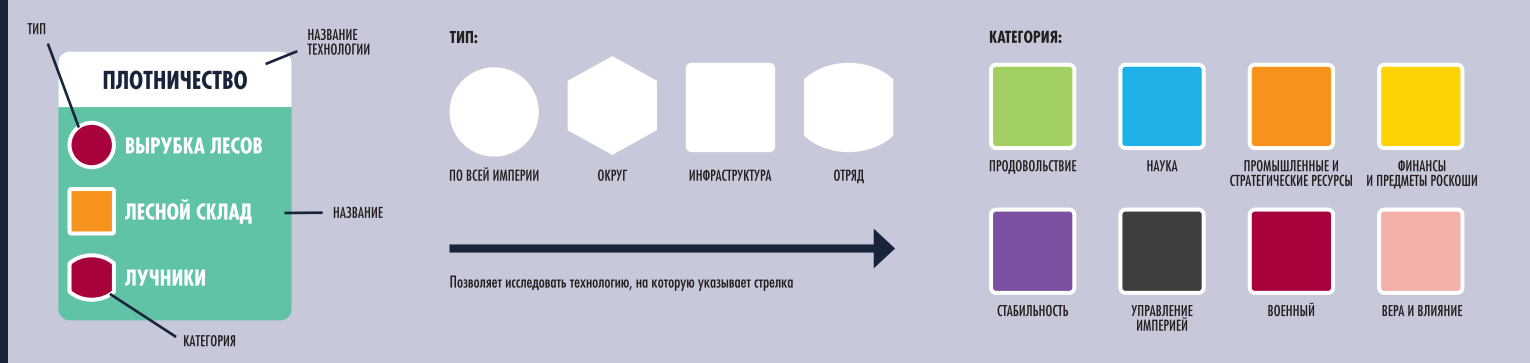 ТИП
НАЗВАНИЕ
ТЕХНОЛОГИИ
ПЛОТНИЧЕСТВО
ВЫРУБКА ЛЕСОВ
ЛЕСНОЙ СКЛАД
НАЗВАНИЕ
ЛУЧНИКИ
КАТЕГОРИЯ
ТИП:
ПО ВСЕЙ ИМПЕРИИ
ОКРУГ
ИНФРАСТРУКТУРА
ОТРЯД
Позволяет исследовать технологию, на которую указывает стрелка
КАТЕГОРИЯ:
ПРОДОВОЛЬСТВИЕ
НАУКА
ПРОМЫШЛЕННЫЕ И
СТРАТЕГИЧЕСКИЕ РЕСУРСЫ
ФИНАНСЫ
И ПРЕДМЕТЫ РОСКОШИ
СТАБИЛЬНОСТЬ
УПРАВЛЕНИЕ
ИМПЕРИЕЙ
ВОЕННЫЙ
ВЕРА И ВЛИЯНИЕ